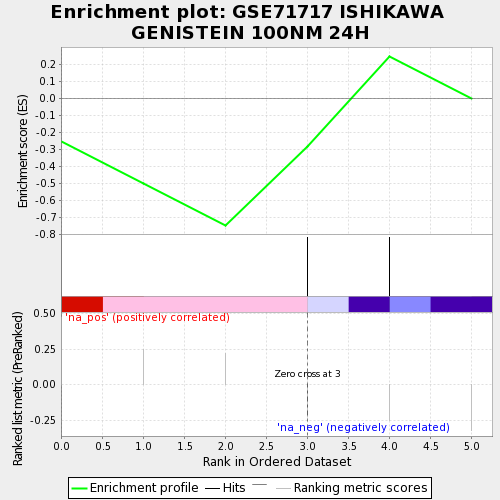 Enrichment plot: GSE71717 ISHIKAWA
GENISTEIN 100NM 24H
Enrichment score (ES)
0.2
0.1
0.0
-0.1
-0.2
-0.3
-0.4
-0.5
-0.6
-0.7
-0.8
Ranked list metric (PreRanked)
0.50
0.25
0.00
-0.25
'na_pos' (positively correlated)
Zero cross at 3
'na_neg' (negatively correlated)
0.0 0.5 1.0 1.5 2.0 2.5 3.0 3.5 4.0 4.5 5.0
Rank in Ordered Dataset
Enrichment profile Hits Ranking metric scores